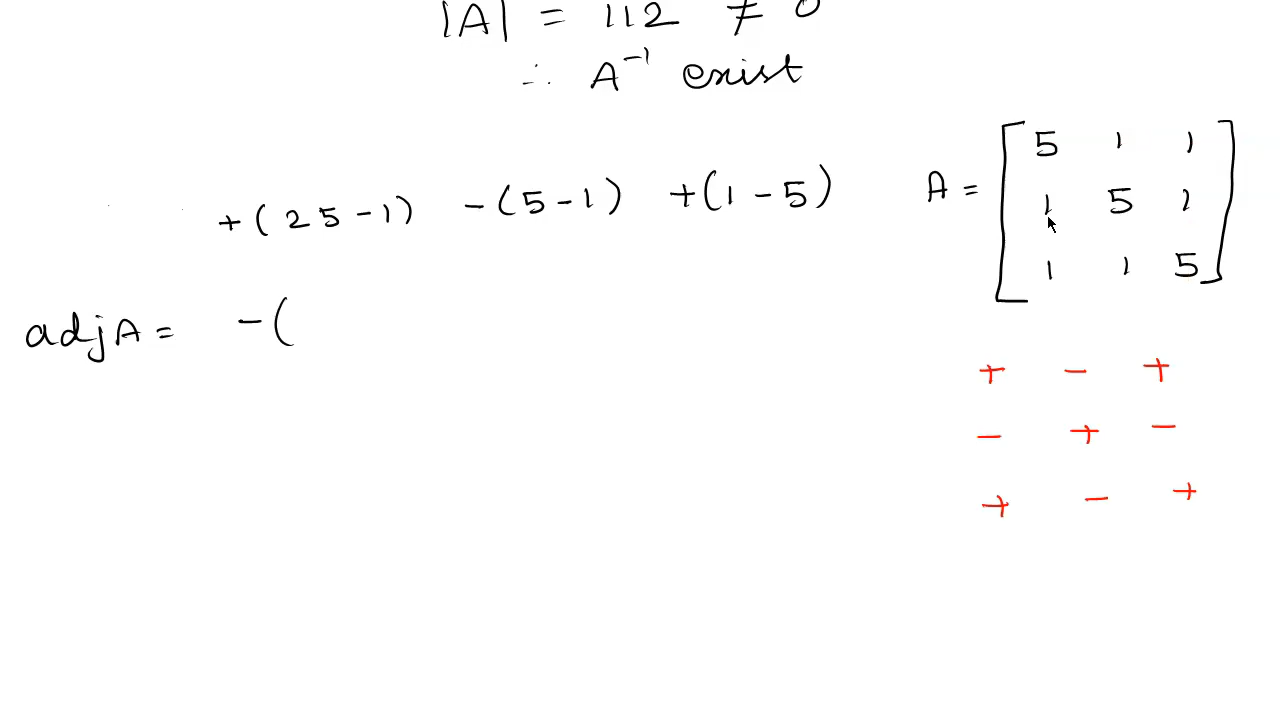 |A| = 112 ≠ 0
∴ A⁻¹ exist
+(25-1) -(5-1) +(1-5)
A = [5 1 1
1 5 1
1 1 5]
adjA = -(
+ - +
- + -
+ - +